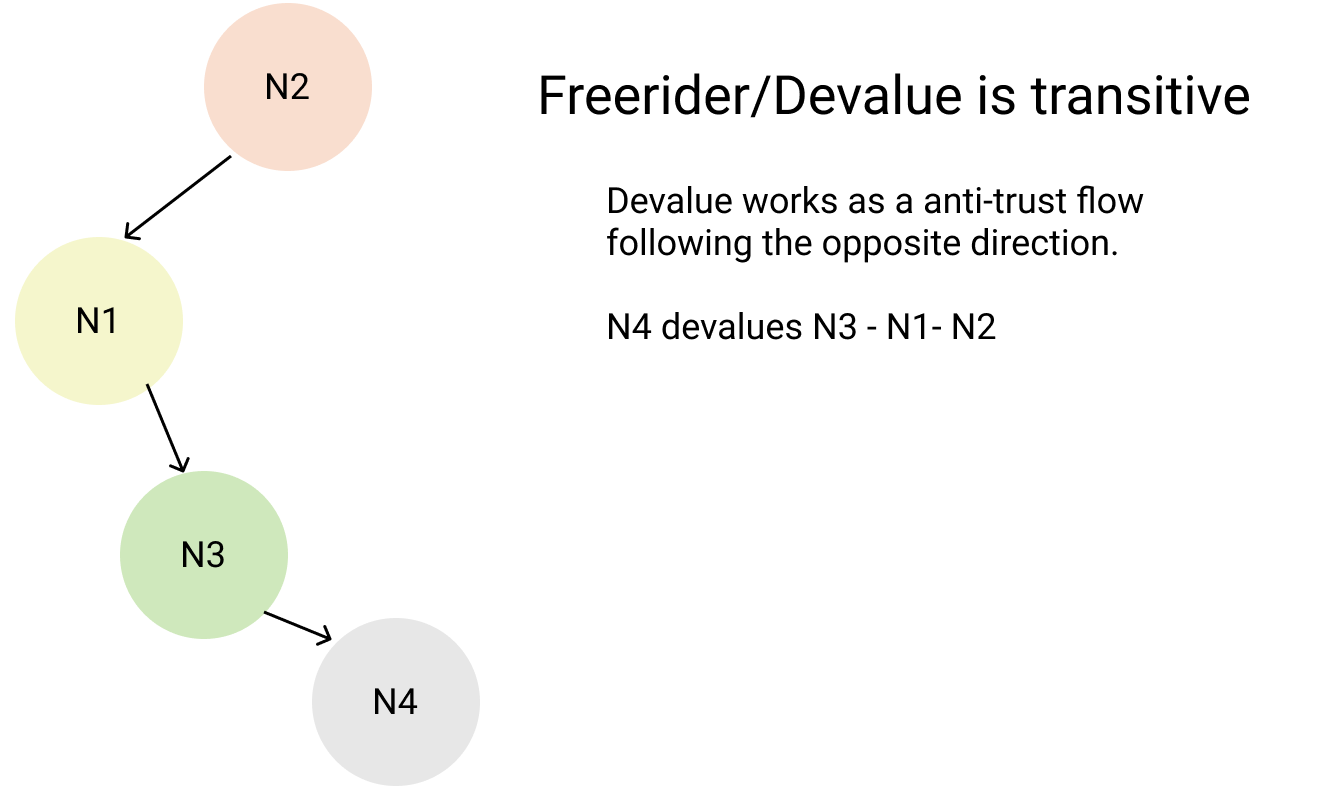 N2
Freerider/Devalue is transitive
Devalue works as a anti-trust flow
following the opposite direction.
N1
N4 devalues N3 - N1- N2
N3
N4